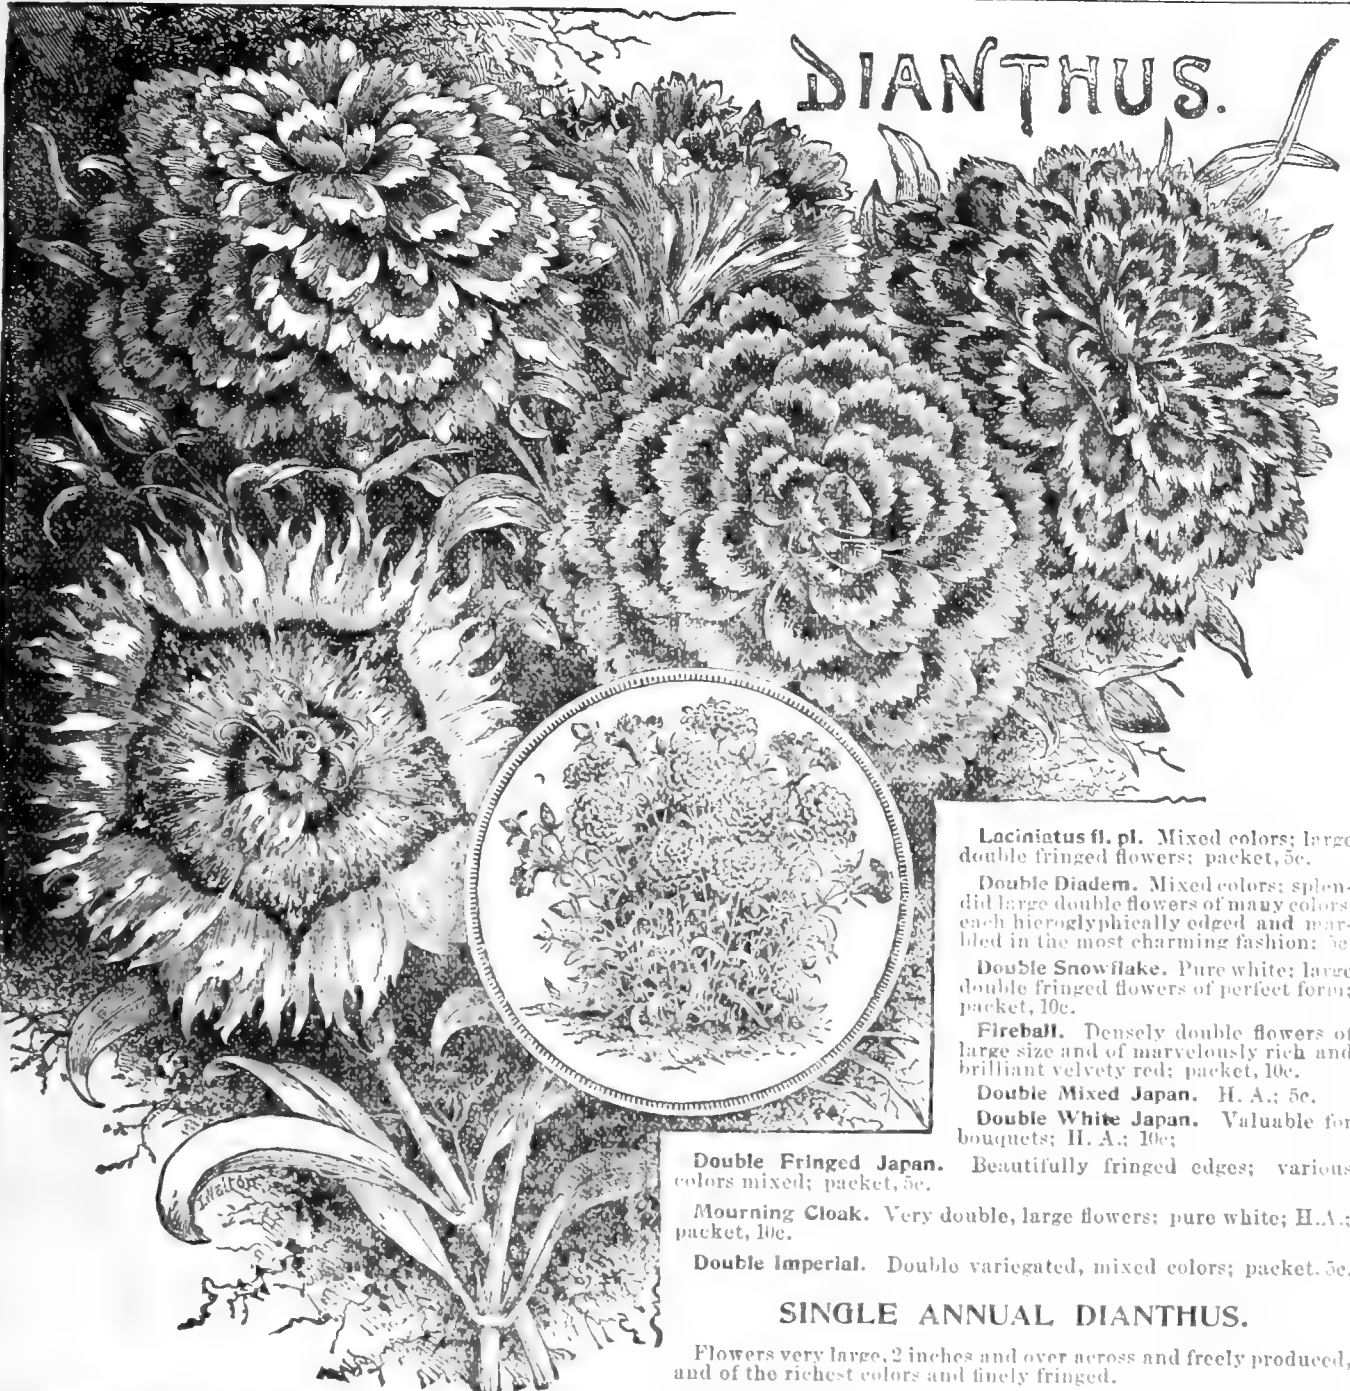 DIANTHUS.
Laciniatus fl. pl. Mixed colors; large
double fringed flowers; packet, 5c.
Double Diadem. Mixed colors; splen-
did large double flowers of many colors
each hieroglyphically edged and mar-
bled in the most charming fashion: 5c
Double Snowflake. Pure white; large
double fringed flowers of perfect form;
packet, 10c.
Fireball. Densely double flowers of
large size and of marvelously rich and
brilliant velvety red; packet, 10c.
Double Mixed Japan. H. A.; 5c.
Double White Japan. Valuable for
bouquets; H. A.; 10c;
Double Fringed Japan. Beautifully fringed edges; various
colors mixed; packet, 5c.
Mourning Cloak. Very double, large flowers; pure white; H. A.;
packet, 10c.
Double Imperial. Double variegated, mixed colors; packet. 5c.
SINGLE ANNUAL DIANTHUS.
Flowers very large, 2 inches and over across and freely produced,
and of the richest colors and finely fringed.